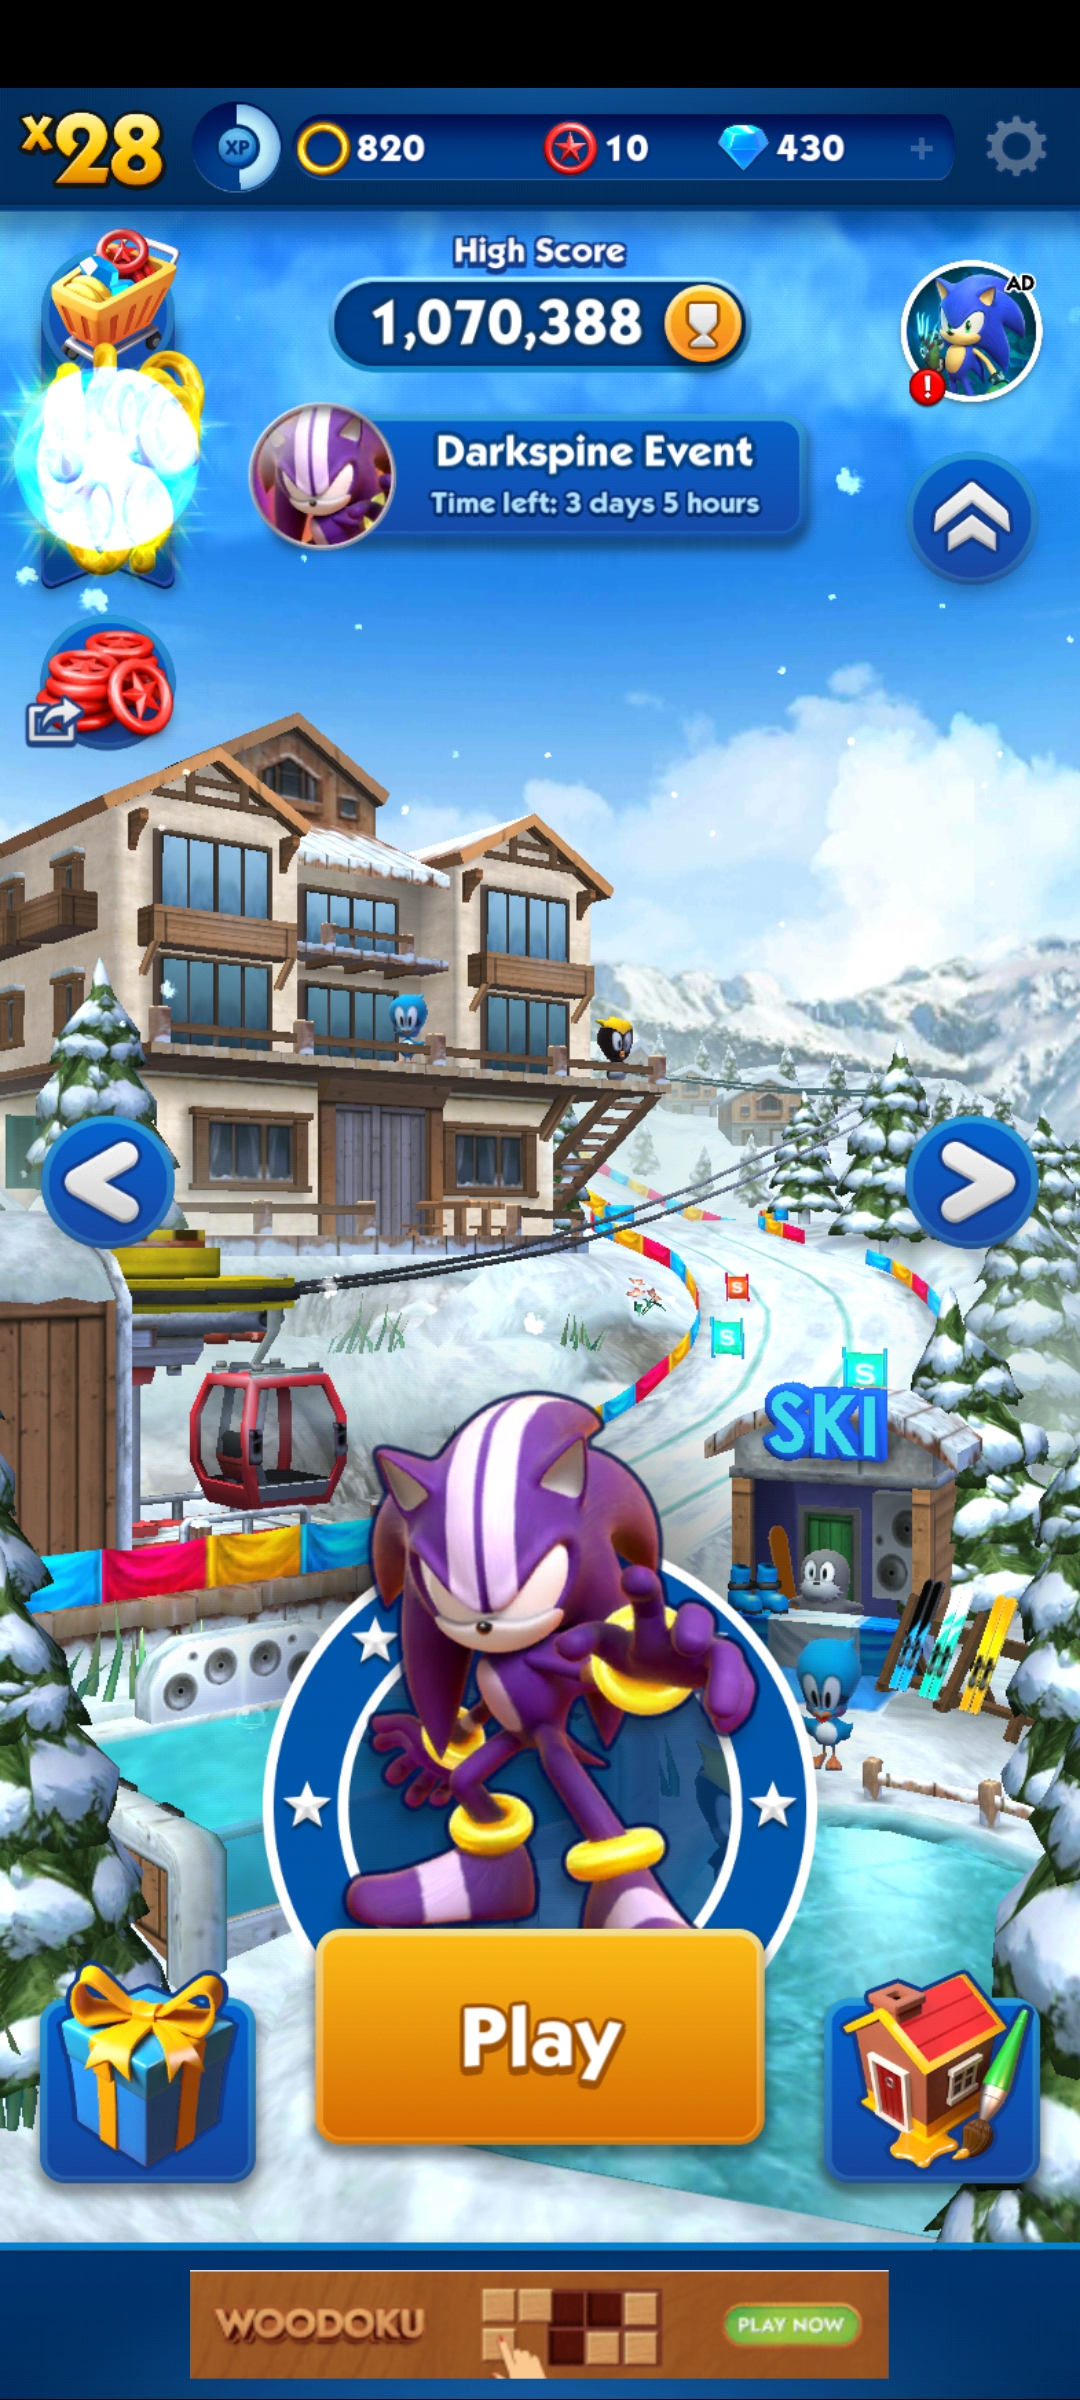 x28
XP
820
10
430
High Score
1,070,388
AD
Darkspine Event
Time left: 3 days 5 hours
S
S
S
SKI
Play
WOODOKU
PLAY NOW